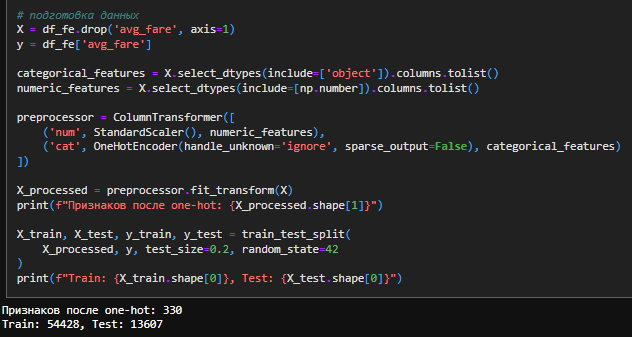 # подготовка данных
X = df_fe.drop('avg_fare', axis=1)
y = df_fe['avg_fare']
categorical_features = X.select_dtypes(include=['object']).columns.tolist()
numeric_features = X.select_dtypes(include=[np.number]).columns.tolist()
preprocessor = ColumnTransformer([
('num', StandardScaler(), numeric_features),
('cat', OneHotEncoder(handle_unknown='ignore', sparse_output=False), categorical_features)
])
X_processed = preprocessor.fit_transform(X)
print(f"Признаков после one-hot: {X_processed.shape[1]}")
X_train, X_test, y_train, y_test = train_test_split(
X_processed, y, test_size=0.2, random_state=42
)
print(f"Train: {X_train.shape[0]}, Test: {X_test.shape[0]}")
Признаков после one-hot: 330
Train: 54428, Test: 13607